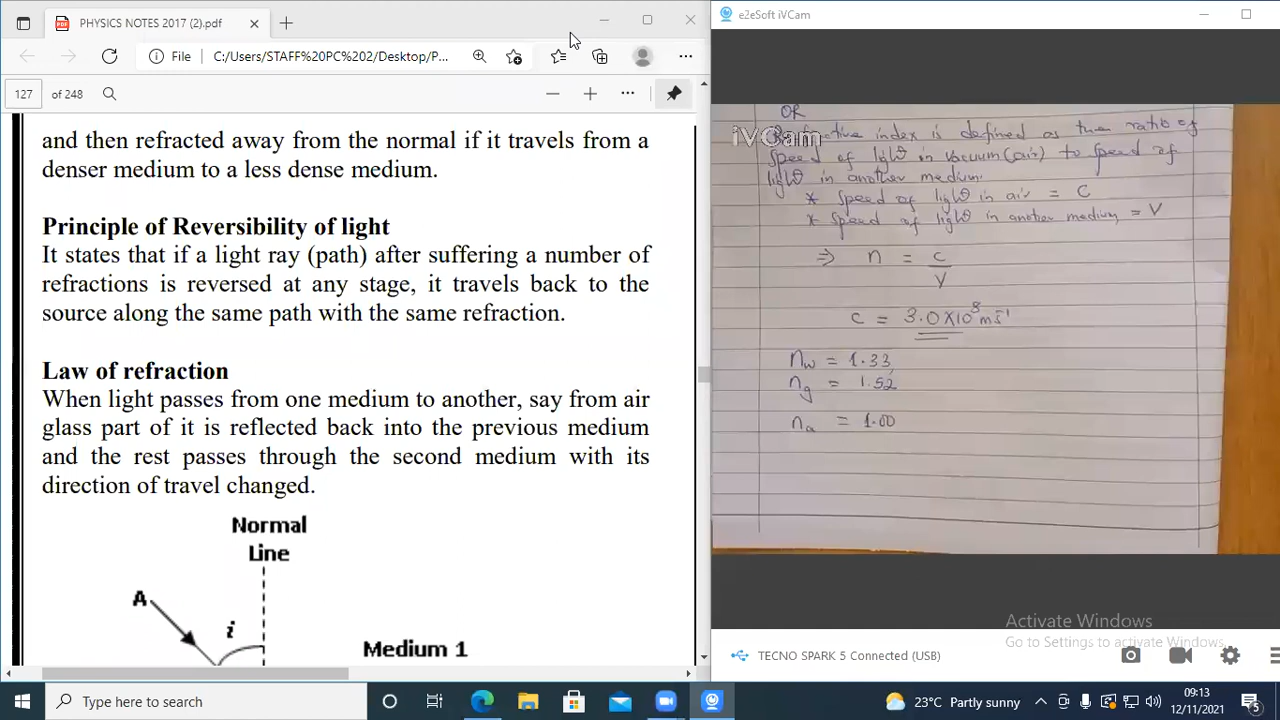 PHYSICS NOTES 2017 (2).pdf
File C:/Users/STAFF%20PC%202/Desktop/P...
127 of 248
and then refracted away from the normal if it travels from a
denser medium to a less dense medium.
Principle of Reversibility of light
It states that if a light ray (path) after suffering a number of
refractions is reversed at any stage, it travels back to the
source along the same path with the same refraction.
Law of refraction
When light passes from one medium to another, say from air
glass part of it is reflected back into the previous medium
and the rest passes through the second medium with its
direction of travel changed.
Normal
Line
A
i
Medium 1
e2eSoft iVCam
OR
iVCam
index is defined as ratio of
speed of light in vacuum (air) to speed of
light in another medium.
* speed of light in air = C
* speed of light in another medium = V
⇒ n = c/v
c = 3.0X10⁸ms⁻¹
nw = 1.33
ng = 1.52
na = 1.00
Activate Windows
Go to Settings to activate Windows.
TECNO SPARK 5 Connected (USB)
Type here to search
23°C Partly sunny
09:13
12/11/2021
5